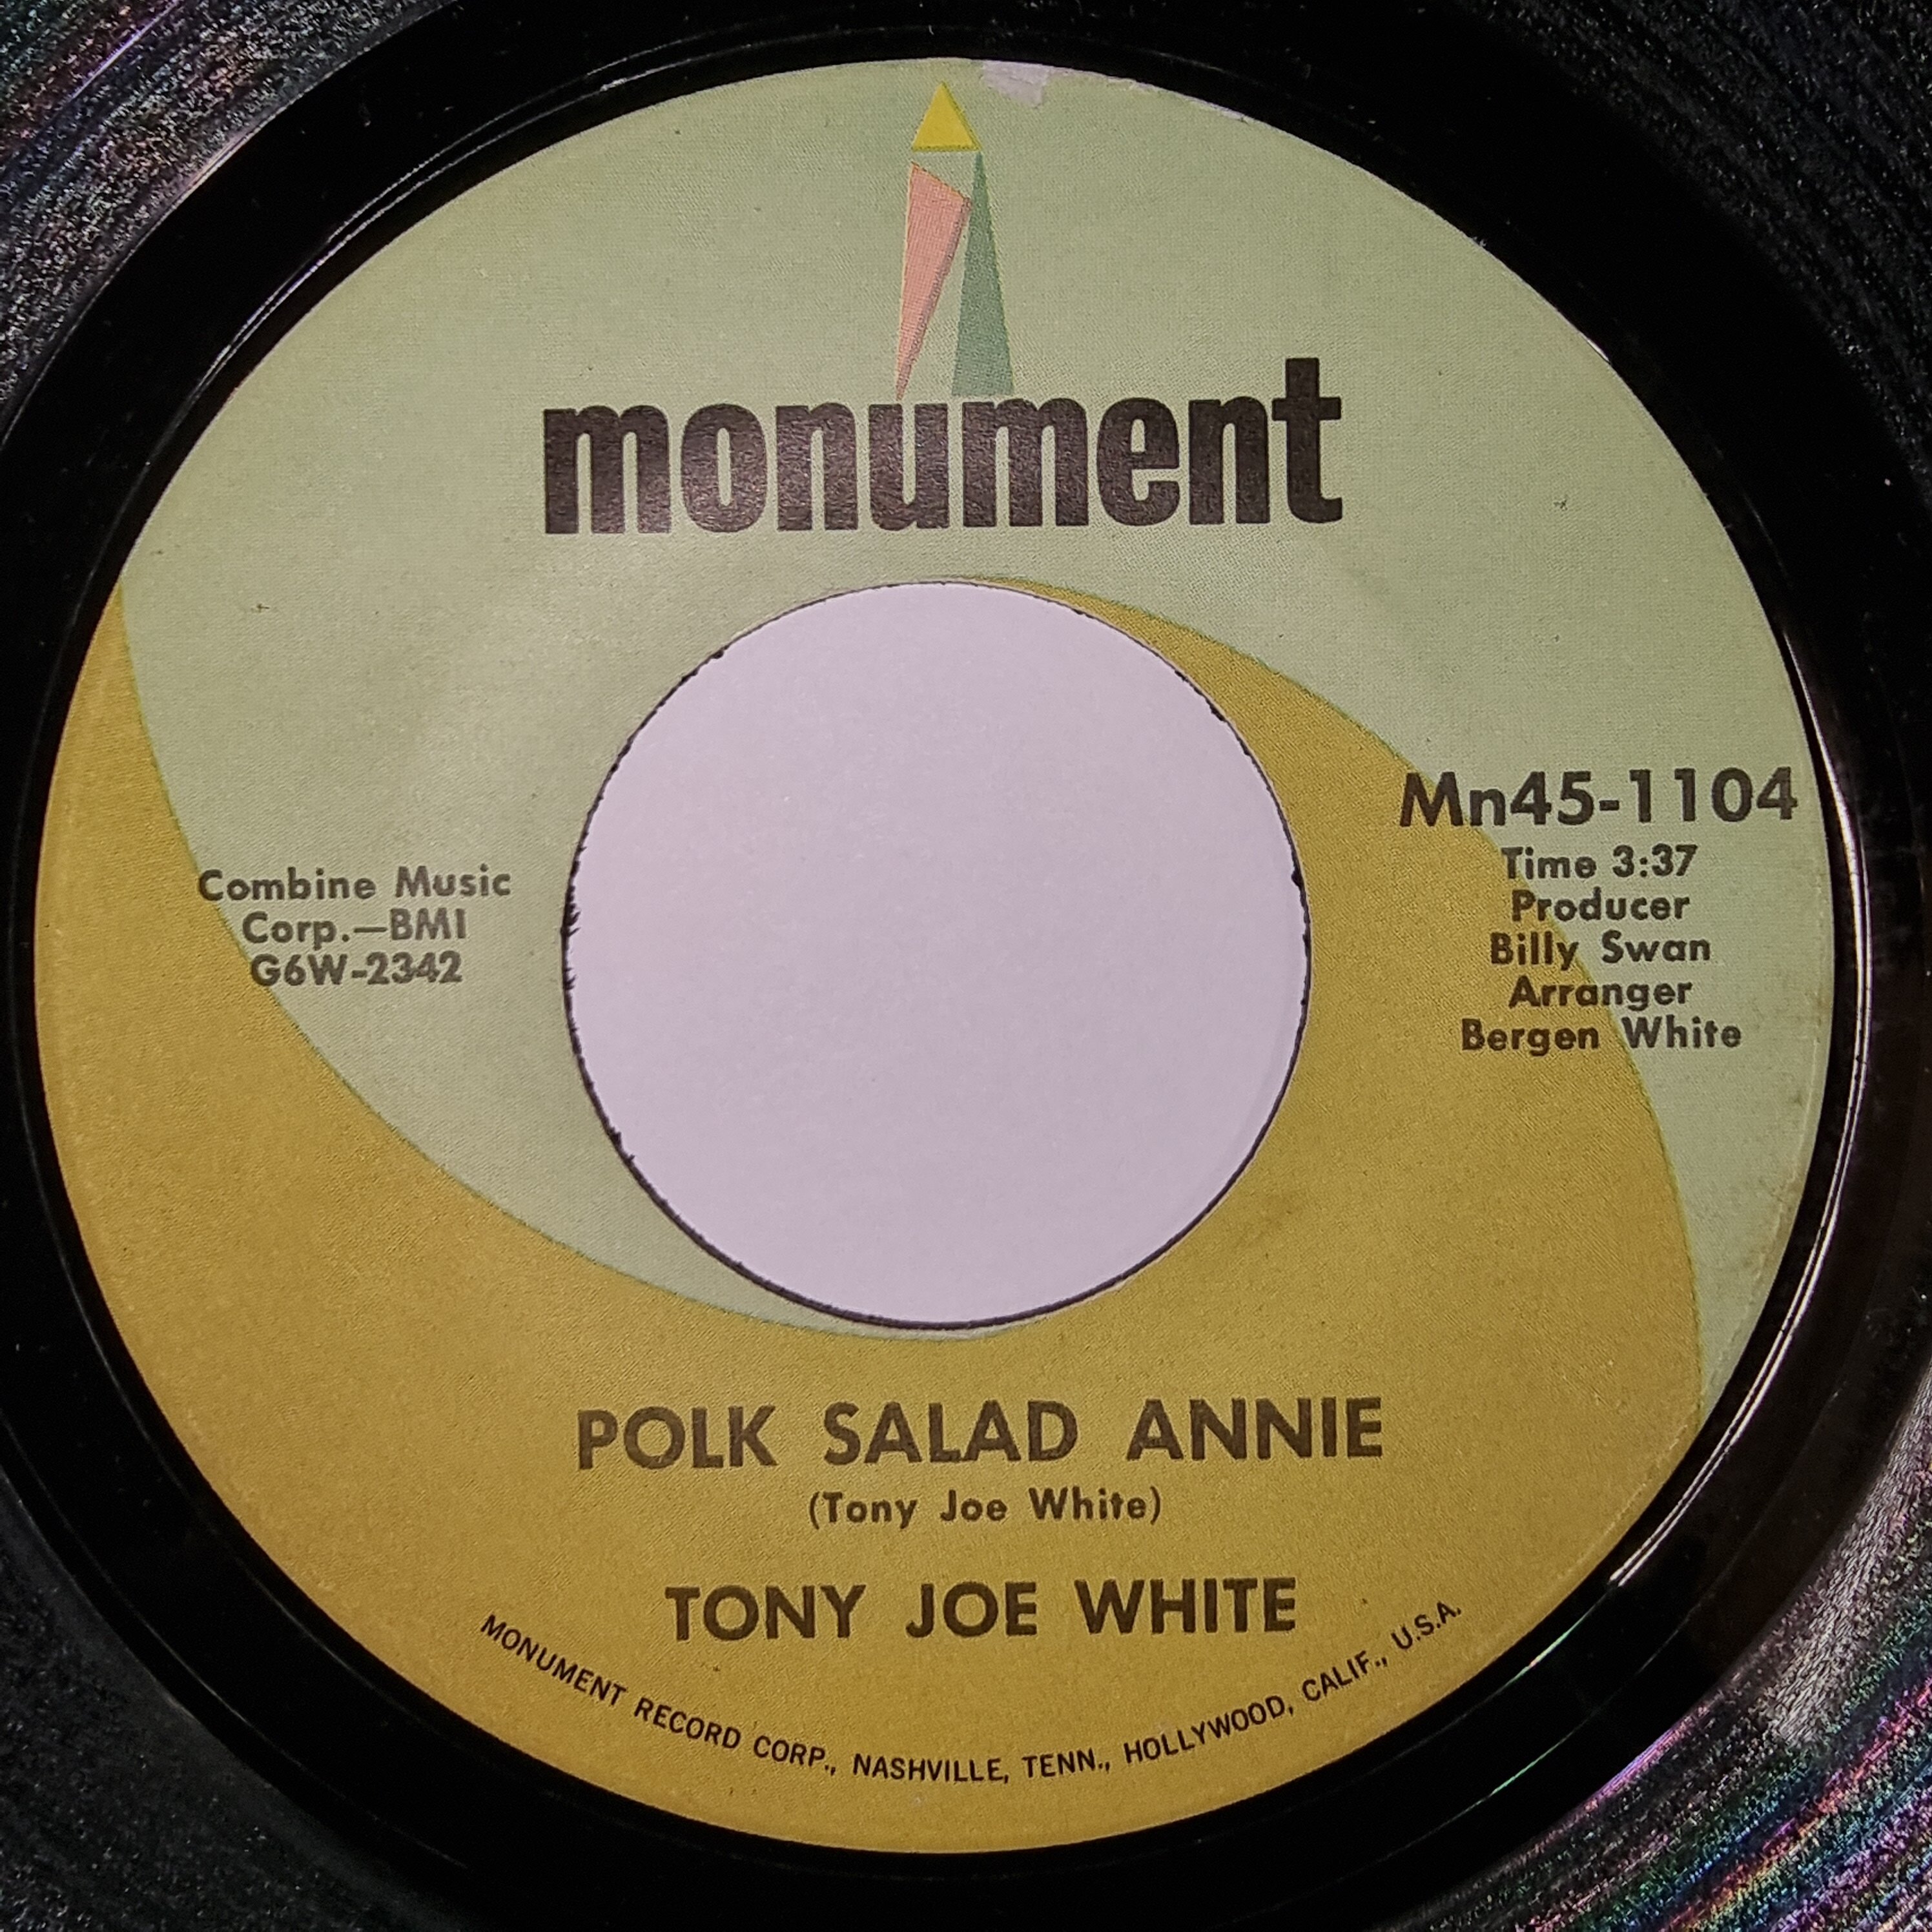 monument
Combine Music
Corp.—BMI
G6W-2342
Mn45-1104
Time 3:37
Producer
Billy Swan
Arranger
Bergen White
POLK SALAD ANNIE
(Tony Joe White)
TONY JOE WHITE
MONUMENT RECORD CORP., NASHVILLE, TENN., HOLLYWOOD, CALIF., U.S.A.